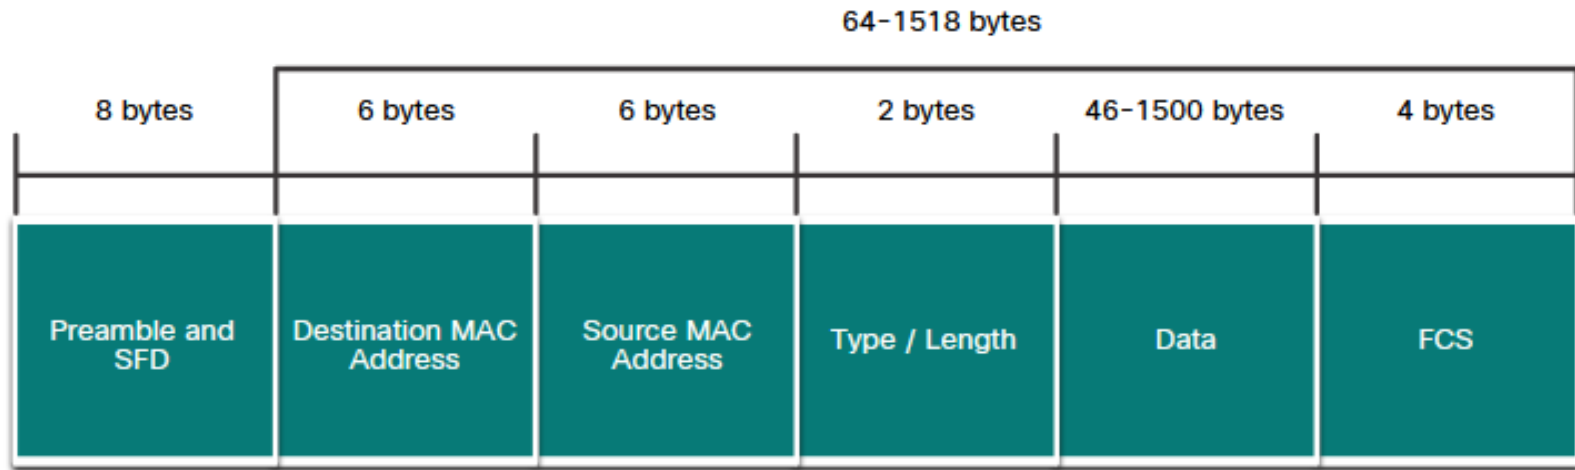 64-1518 bytes
8 bytes
6 bytes
6 bytes
2 bytes
46-1500 bytes
4 bytes
Preamble and
SFD
Destination MAC
Address
Source MAC
Address
Type / Length
Data
FCS